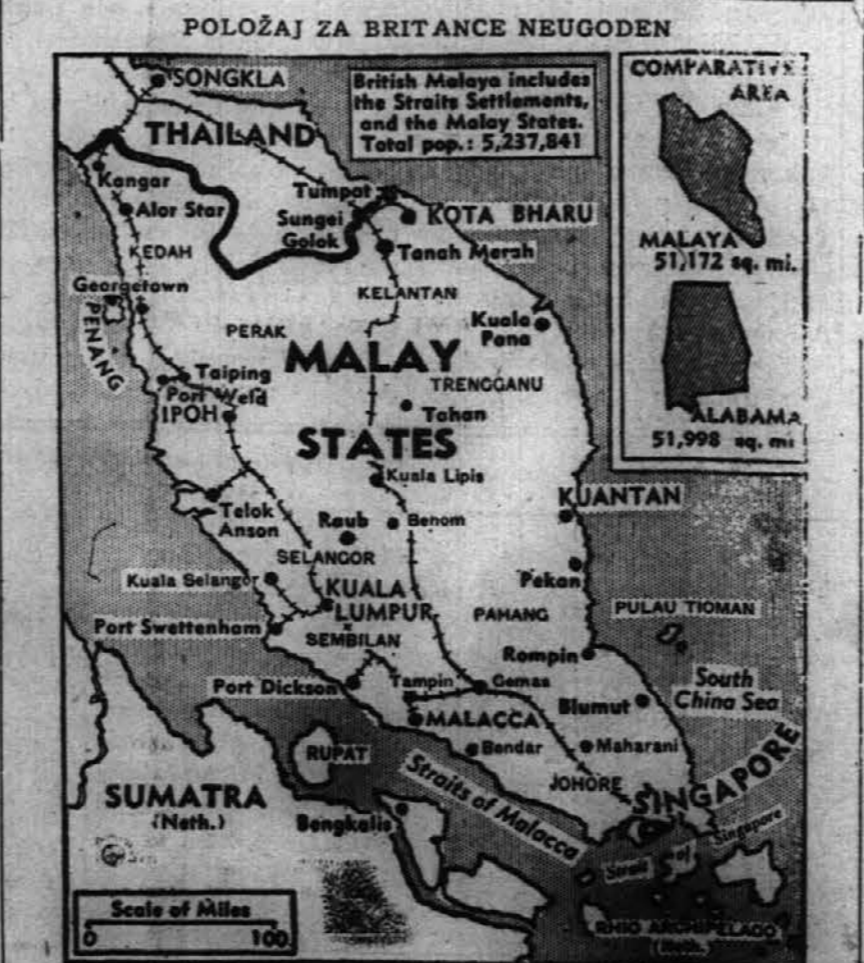 POLOŽAJ ZA BRITANCE NEUGODEN
SONGKLA
British Malaya includes
the Straits Settlements,
and the Malay States.
Total pop.: 5,237,841
COMPARATIVE
AREA
THAILAND
Kangar
Tumpat
Alor Star
Sungei
Golok
KOTA BHARU
MALAYA
51,172 sq. mi.
KEDAH
Tanah Merah
Georgetown
KELANTAN
PENANG
PERAK
Kuala
Pana
MALAY
Taiping
TRENGGANU
Port Weld
IPOH
Tahan
ALABAMA
51,998 sq. mi
STATES
Kuala Lipis
KUANTAN
Telok
Anson
Raub
Benom
SELANGOR
Kuala Selangor
Pekan
KUALA
LUMPUR
PAHANG
PULAU TIOMAN
Port Swettenham
SEMBILAN
Rompin
South
China Sea
Port Dickson
Tampin
Gemas
Blumut
MALACCA
Bandar
Maharani
RUPAT
Straits of Malacca
JOHORE
SINGAPORE
SUMATRA
(Neth.)
Bengkalis
Singapore
Strait of
Scale of Miles
0 100
RHIO ARCHIPELAGO
(Neth.)